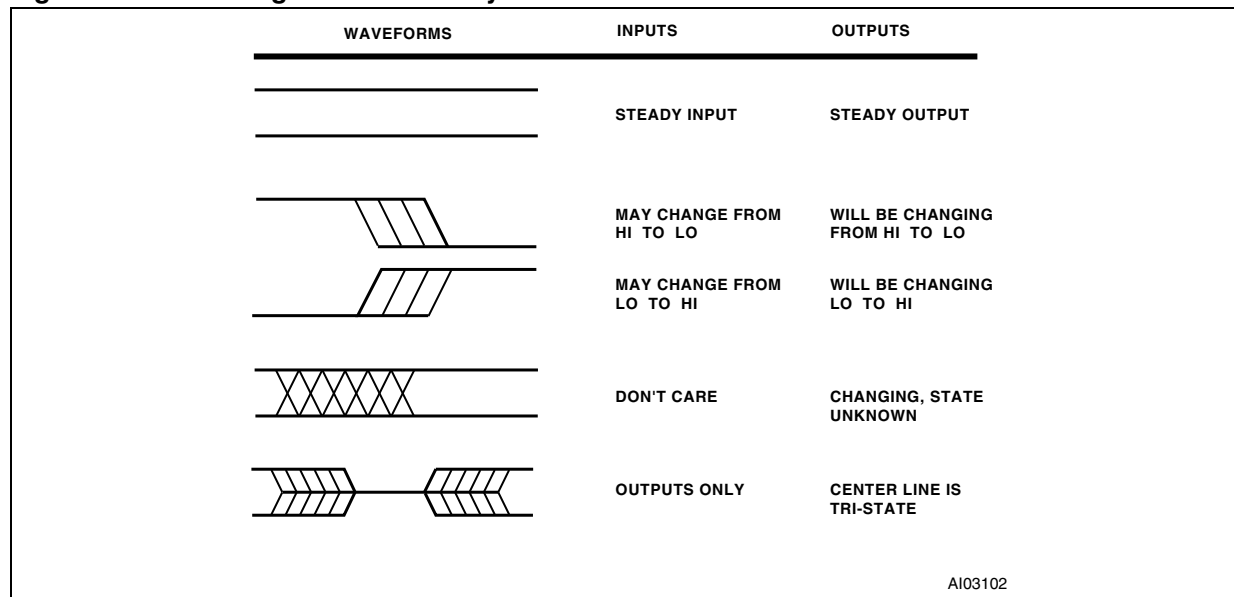 WAVEFORMS INPUTS OUTPUTS
STEADY INPUT STEADY OUTPUT
MAY CHANGE FROM WILL BE CHANGING
HI TO LO FROM HI TO LO
MAY CHANGE FROM WILL BE CHANGING
LO TO HI LO TO HI
DON'T CARE CHANGING, STATE
UNKNOWN
OUTPUTS ONLY CENTER LINE IS
TRI-STATE
AI03102